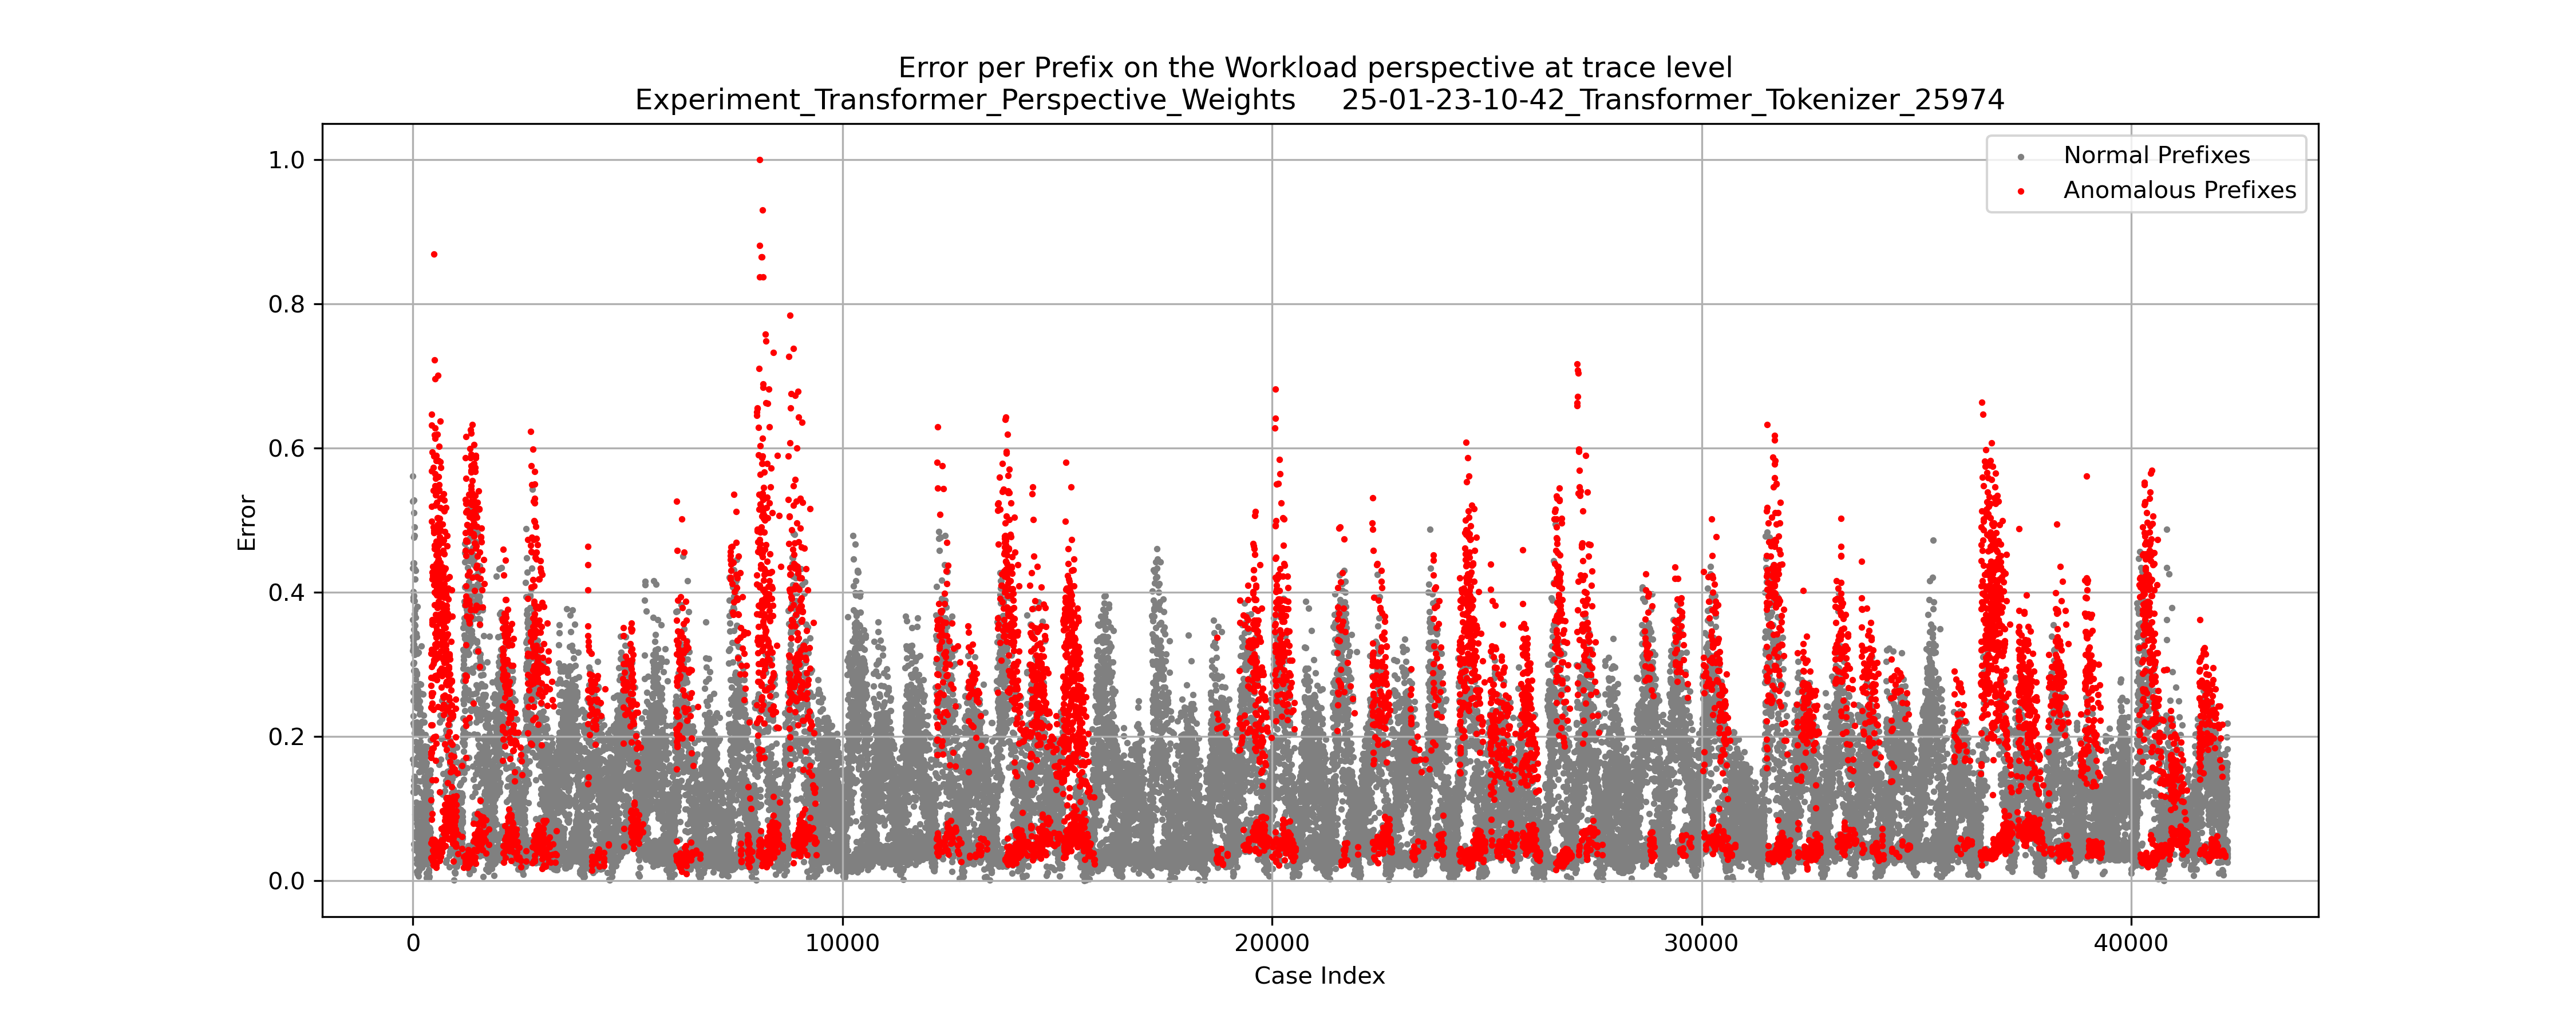 Error per Prefix on the Workload perspective at trace level
Experiment_Transformer_Perspective_Weights 25-01-23-10-42_Transformer_Tokenizer_25974
Normal Prefixes
Anomalous Prefixes
1.0
0.8
0.6
0.4
0.2
0.0
Error
0 10000 20000 30000 40000
Case Index